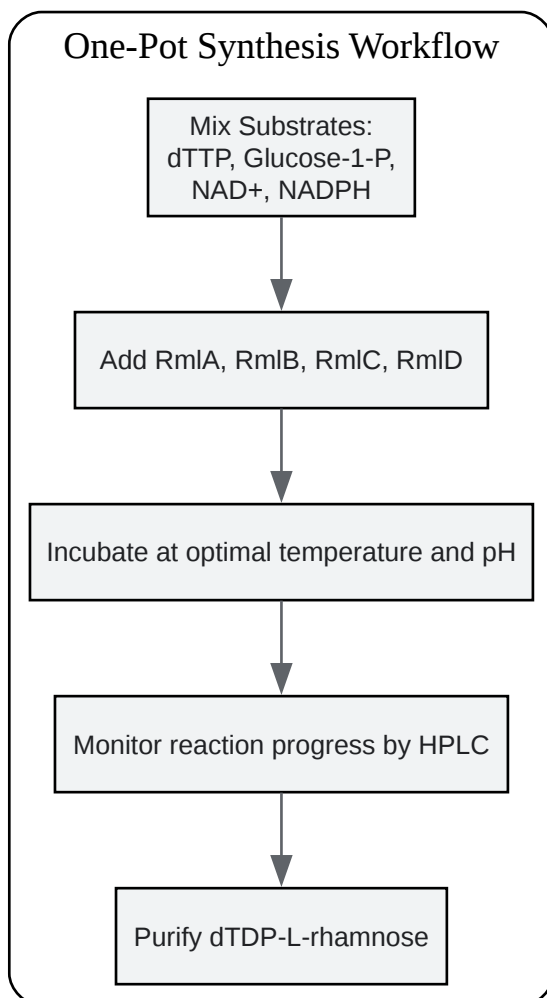 One-Pot Synthesis Workflow
Mix Substrates:
dTTP, Glucose-1-P,
NAD+, NADPH
Add RmlA, RmlB, RmlC, RmlD
Incubate at optimal temperature and pH
Monitor reaction progress by HPLC
Purify dTDP-L-rhamnose